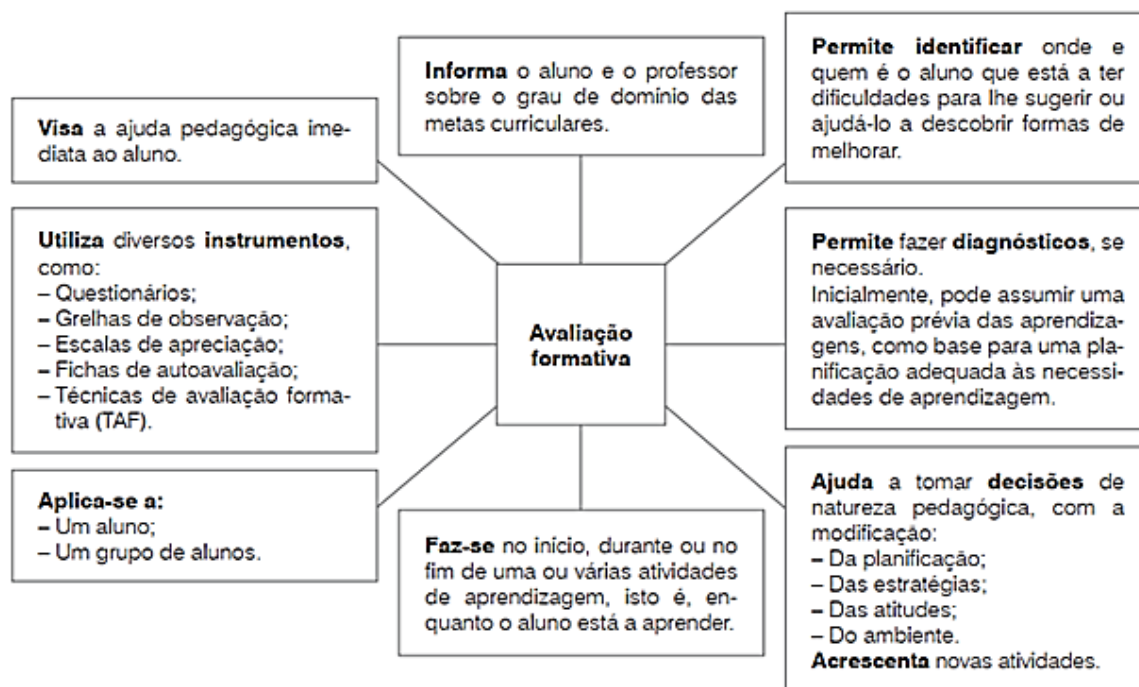 Informa o aluno e o professor
sobre o grau de domínio das
metas curriculares.
Permite identificar onde e
quem é o aluno que está a ter
dificuldades para lhe sugerir ou
ajudá-lo a descobrir formas de
melhorar.
Visa a ajuda pedagógica ime-
diata ao aluno.
Utiliza diversos instrumentos,
como:
– Questionários;
– Grelhas de observação;
– Escalas de apreciação;
– Fichas de autoavaliação;
– Técnicas de avaliação forma-
tiva (TAF).
Avaliação
formativa
Permite fazer diagnósticos, se
necessário.
Inicialmente, pode assumir uma
avaliação prévia das aprendiza-
gens, como base para uma pla-
nificação adequada às necessi-
dades de aprendizagem.
Aplica-se a:
– Um aluno;
– Um grupo de alunos.
Faz-se no início, durante ou no
fim de uma ou várias atividades
de aprendizagem, isto é, en-
quanto o aluno está a aprender.
Ajuda a tomar decisões de
natureza pedagógica, com a
modificação:
– Da planificação;
– Das estratégias;
– Das atitudes;
– Do ambiente.
Acrescenta novas atividades.